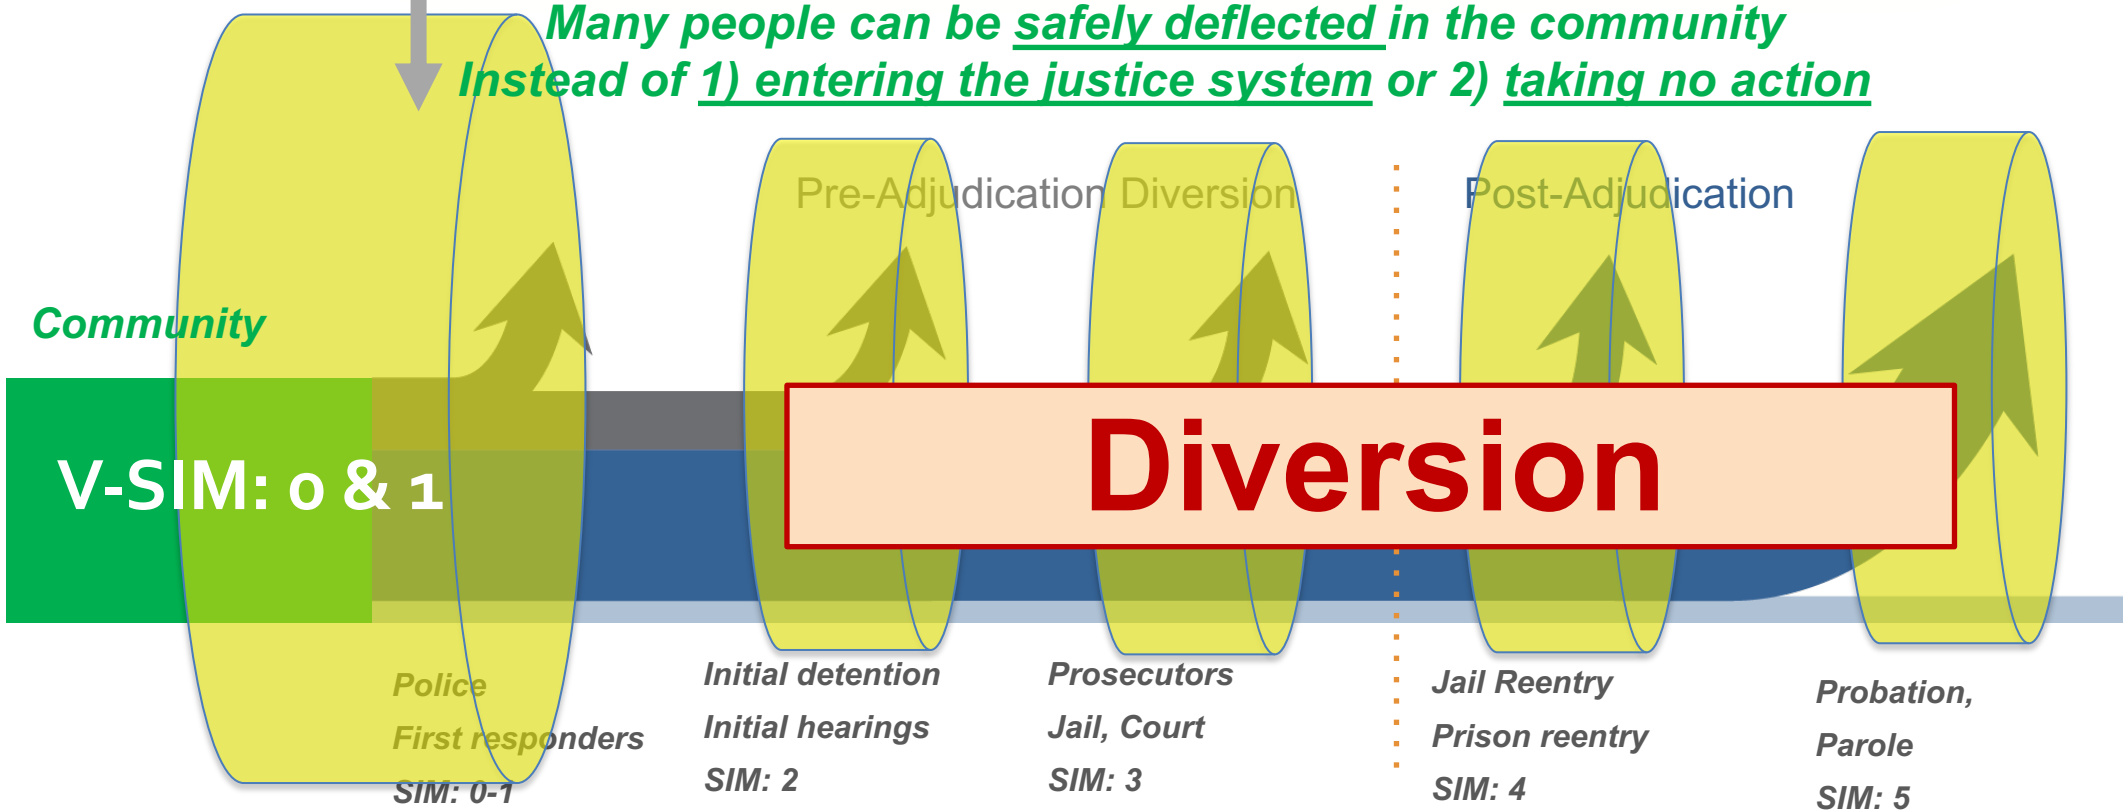 Many people can be safely deflected in the community
Instead of 1) entering the justice system or 2) taking no action
Pre-Adjudication Diversion
Post-Adjudication
Community
V-SIM: 0 & 1
Diversion
Police
First responders
SIM: 0-1
Initial detention
Initial hearings
SIM: 2
Prosecutors
Jail, Court
SIM: 3
Jail Reentry
Prison reentry
SIM: 4
Probation,
Parole
SIM: 5